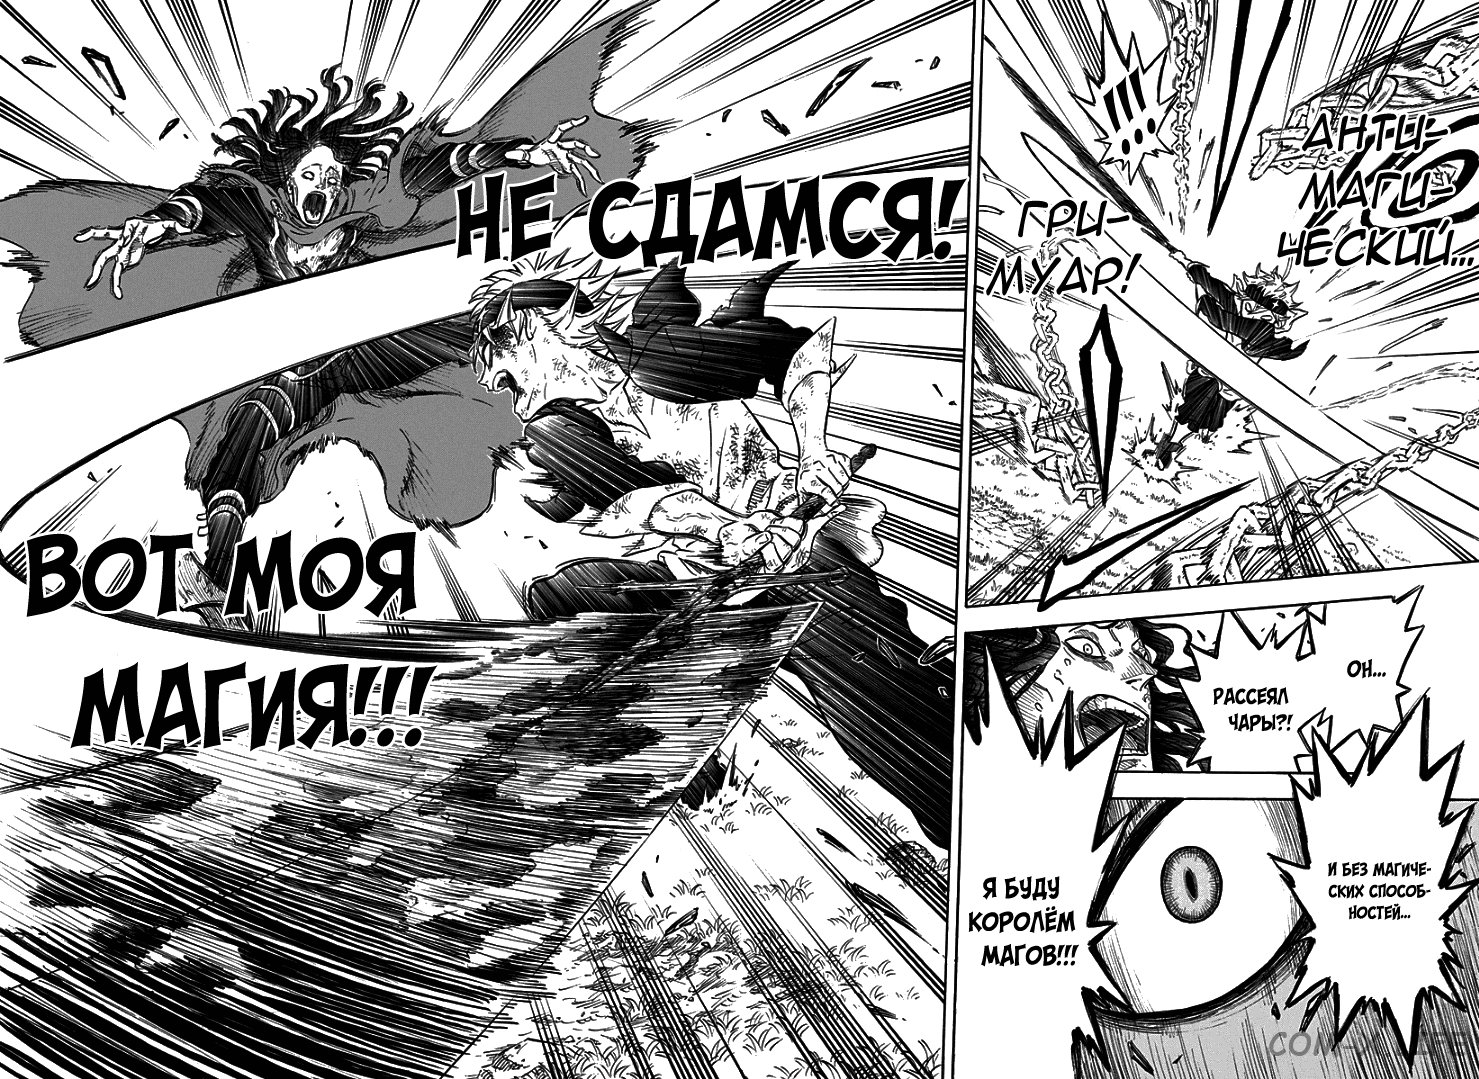 !!!...
АНТИ-
МАГИ-
ЧЕСКИЙ...
ГРИ-
МУАР!
ОН...
РАССЕЯЛ
ЧАРЫ?!
И БЕЗ МАГИЧЕ-
СКИХ СПОСОБ-
НОСТЕЙ...
Я БУДУ
КОРОЛЁМ
МАГОВ!!!
НЕ СДАМСЯ!
ВОТ МОЯ
МАГИЯ!!!